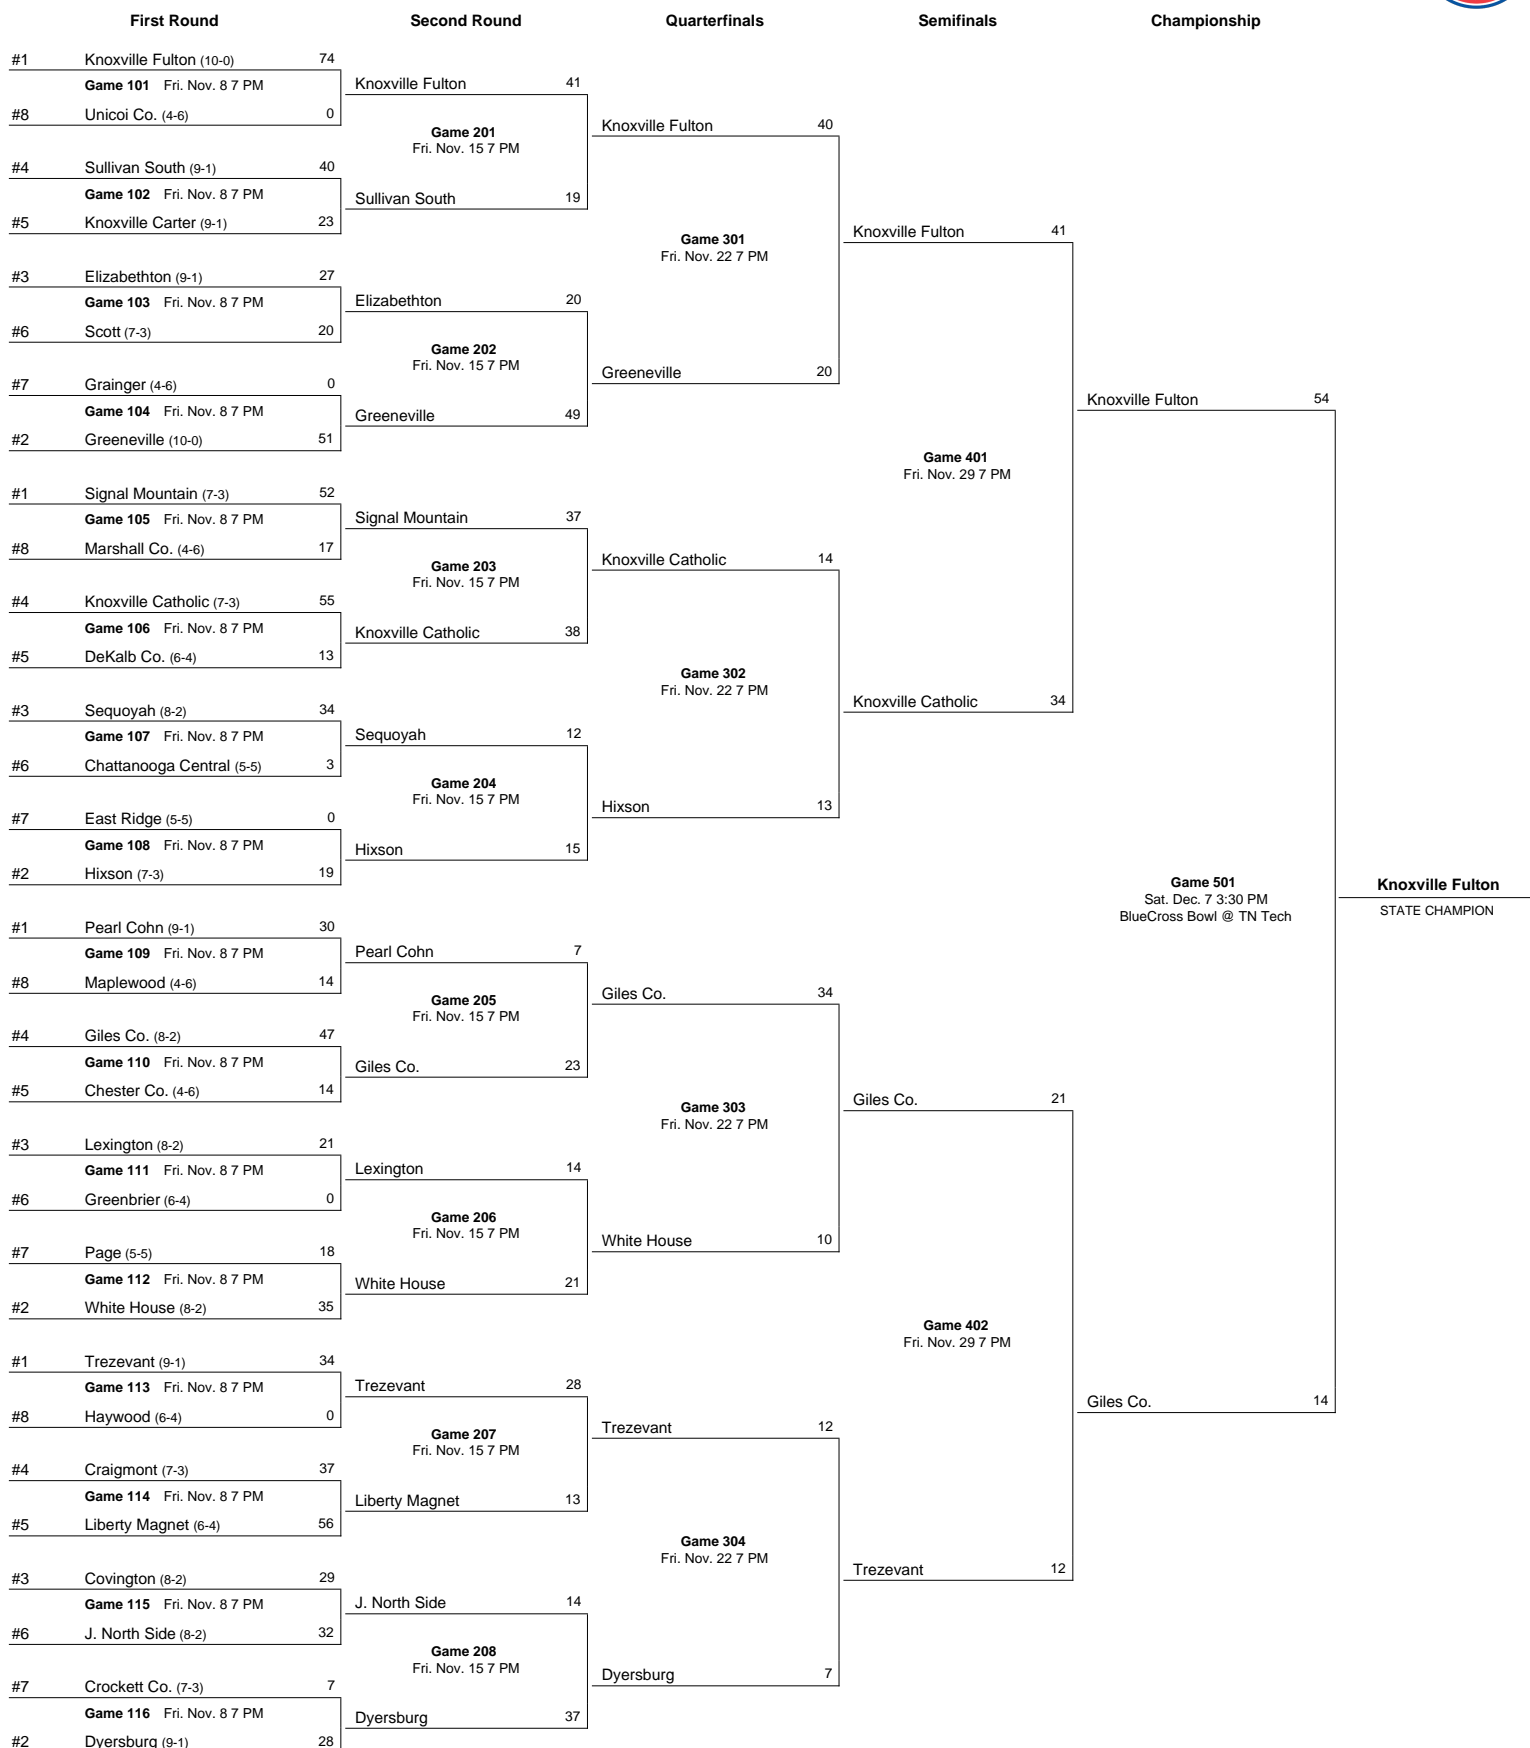 First Round Second Round Quarterfinals Semifinals Championship
#1 Knoxville Fulton (10-0) 74
Game 101 Fri. Nov. 8 7 PM
#8 Unicoi Co. (4-6) 0
#4 Sullivan South (9-1) 40
Game 102 Fri. Nov. 8 7 PM
#5 Knoxville Carter (9-1) 23
#3 Elizabethton (9-1) 27
Game 103 Fri. Nov. 8 7 PM
#6 Scott (7-3) 20
#7 Grainger (4-6) 0
Game 104 Fri. Nov. 8 7 PM
#2 Greeneville (10-0) 51
#1 Signal Mountain (7-3) 52
Game 105 Fri. Nov. 8 7 PM
#8 Marshall Co. (4-6) 17
#4 Knoxville Catholic (7-3) 55
Game 106 Fri. Nov. 8 7 PM
#5 DeKalb Co. (6-4) 13
#3 Sequoyah (8-2) 34
Game 107 Fri. Nov. 8 7 PM
#6 Chattanooga Central (5-5) 3
#7 East Ridge (5-5) 0
Game 108 Fri. Nov. 8 7 PM
#2 Hixson (7-3) 19
#1 Pearl Cohn (9-1) 30
Game 109 Fri. Nov. 8 7 PM
#8 Maplewood (4-6) 14
#4 Giles Co. (8-2) 47
Game 110 Fri. Nov. 8 7 PM
#5 Chester Co. (4-6) 14
#3 Lexington (8-2) 21
Game 111 Fri. Nov. 8 7 PM
#6 Greenbrier (6-4) 0
#7 Page (5-5) 18
Game 112 Fri. Nov. 8 7 PM
#2 White House (8-2) 35
#1 Trezevant (9-1) 34
Game 113 Fri. Nov. 8 7 PM
#8 Haywood (6-4) 0
#4 Craigmont (7-3) 37
Game 114 Fri. Nov. 8 7 PM
#5 Liberty Magnet (6-4) 56
#3 Covington (8-2) 29
Game 115 Fri. Nov. 8 7 PM
#6 J. North Side (8-2) 32
#7 Crockett Co. (7-3) 7
Game 116 Fri. Nov. 8 7 PM
#2 Dyersburg (9-1) 28
Knoxville Fulton 41
Game 201
Fri. Nov. 15 7 PM
Sullivan South 19
Elizabethton 20
Game 202
Fri. Nov. 15 7 PM
Greeneville 49
Signal Mountain 37
Game 203
Fri. Nov. 15 7 PM
Knoxville Catholic 38
Sequoyah 12
Game 204
Fri. Nov. 15 7 PM
Hixson 15
Pearl Cohn 7
Game 205
Fri. Nov. 15 7 PM
Giles Co. 23
Lexington 14
Game 206
Fri. Nov. 15 7 PM
White House 21
Trezevant 28
Game 207
Fri. Nov. 15 7 PM
Liberty Magnet 13
J. North Side 14
Game 208
Fri. Nov. 15 7 PM
Dyersburg 37
Knoxville Fulton 40
Game 301
Fri. Nov. 22 7 PM
Greeneville 20
Knoxville Catholic 14
Game 302
Fri. Nov. 22 7 PM
Hixson 13
Giles Co. 34
Game 303
Fri. Nov. 22 7 PM
White House 10
Trezevant 12
Game 304
Fri. Nov. 22 7 PM
Dyersburg 7
Knoxville Fulton 41
Game 401
Fri. Nov. 29 7 PM
Knoxville Catholic 34
Giles Co. 21
Game 402
Fri. Nov. 29 7 PM
Trezevant 12
Knoxville Fulton 54
Game 501
Sat. Dec. 7 3:30 PM
BlueCross Bowl @ TN Tech
Giles Co. 14
Knoxville Fulton
STATE CHAMPION